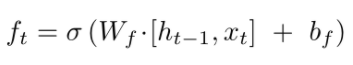 f_t = σ (W_f · [h_{t−1}, x_t] + b_f)